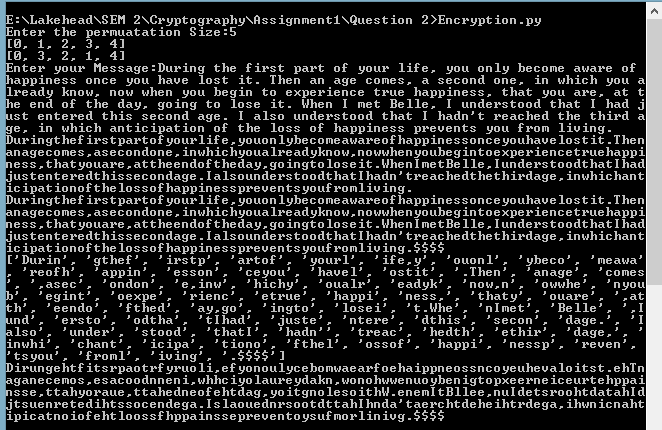 E:\Lakehead\SEM 2\Cryptography\Assignment1\Question 2>Encryption.py
Enter the permuatation Size:5
[0, 1, 2, 3, 4]
[0, 3, 2, 1, 4]
Enter your Message:During the first part of your life, you only become aware of
happiness once you have lost it. Then an age comes, a second one, in which you a
lready know, now when you begin to experience true happiness, that you are, at t
he end of the day, going to lose it. When I met Belle, I understood that I had j
ust entered this second age. I also understood that I hadn't reached the third a
ge, in which anticipation of the loss of happiness prevents you from living.
Duringthefirstpartofyourlife,youonlybecomeawareofhappinessonceyouhavelostit.Then
anagecomes,asecondone,inwhichyoualreadyknow,nowwhenyoubegintoexperiencetruehappi
ness,thatyouare,attheendoftheday,goingtoloseit.WhenImetBelle,IunderstoodthatIhad
justenteredthissecondage.IalsounderstoodthatIhadn'treachedthethirdage,inwhichant
icipationofthelossofhappinesspreventsyoufromliving.
Duringthefirstpartofyourlife,youonlybecomeawareofhappinessonceyouhavelostit.Then
anagecomes,asecondone,inwhichyoualreadyknow,nowwhenyoubegintoexperiencetruehappi
ness,thatyouare,attheendoftheday,goingtoloseit.WhenImetBelle,IunderstoodthatIhad
justenteredthissecondage.IalsounderstoodthatIhadn'treachedthethirdage,inwhichant
icipationofthelossofhappinesspreventsyoufromliving.$$$$
['Durin', 'gthef', 'irstp', 'artof', 'yourl', 'ife,y', 'ouonl', 'ybeco', 'meawa'
, 'reofh', 'appin', 'esson', 'ceyou', 'havel', 'ostit', '.Then', 'anage', 'comes
', ',asec', 'ondon', 'e,inw', 'hichy', 'oualr', 'eadyk', 'now,n', 'owwhe', 'nyou
b', 'egint', 'oexpe', 'rienc', 'etrue', 'happi', 'ness,', 'thaty', 'ouare', ',at
th', 'eendo', 'fthed', 'ay,go', 'ingto', 'losei', 't.Whe', 'nImet', 'Belle', ',I
und', 'ersto', 'odtha', 'tIhad', 'juste', 'ntere', 'dthis', 'secon', 'dage.', 'I
also', 'under', 'stood', 'thatI', "hadn'", 'treac', 'hedth', 'ethir', 'dage,', '
inwhi', 'chant', 'icipa', 'tiono', 'fthel', 'ossof', 'happi', 'nessp', 'reven',
'tsyou', 'froml', 'iving', '.$$$$']
Dirungehtfitsrpaotrfyruoli,efyonoulycebomwaearfoehaippneossncoyeuhevaloitst.ehTn
aganecemos,esacoodnneni,whhciyolaureydakn,wonohwwenuoybenigtopxeerneiceurtehppai
nsse,ttahyoraue,ttahedneofehtdag,yoitgnolesoithW.enemItBllee,nuIdetsroohtdatahId
jtsuenretedihtssocendega.IslaouednrsootdttahIhnda'taerchtdeheihtrdega,ihwnicnaht
ipicatnoiofehtloossfhppainssepreventoysufmorlinivg.$$$$